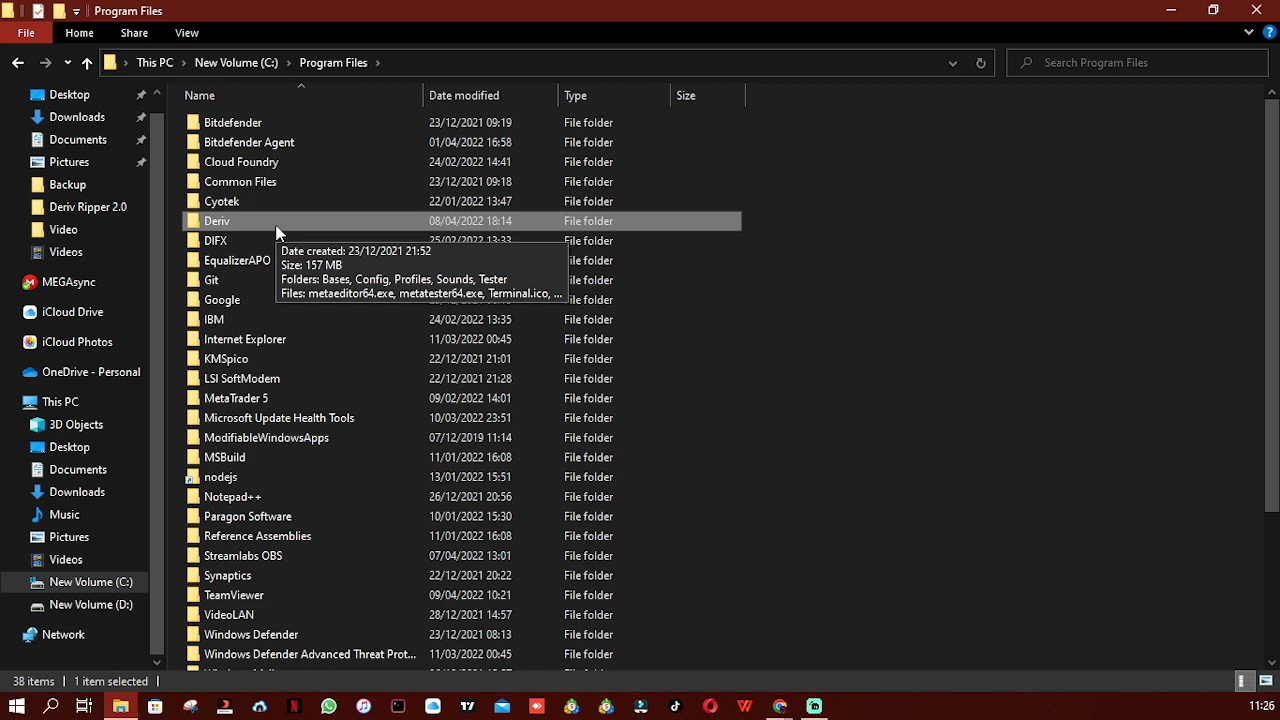 Program Files
File Home Share View
This PC New Volume (C:) Program Files
Search Program Files
Name Date modified Type Size
Desktop
Downloads
Documents
Pictures
Backup
Deriv Ripper 2.0
Video
Videos
MEGAsync
iCloud Drive
iCloud Photos
OneDrive - Personal
This PC
3D Objects
Desktop
Documents
Downloads
Music
Pictures
Videos
New Volume (C:)
New Volume (D:)
Network
Bitdefender 23/12/2021 09:19 File folder
Bitdefender Agent 01/04/2022 16:58 File folder
Cloud Foundry 24/02/2022 14:41 File folder
Common Files 23/12/2021 09:18 File folder
Cyotek 22/01/2022 13:47 File folder
Deriv 08/04/2022 18:14 File folder
DIFX 25/02/2022 13:33 File folder
EqualizerAPO File folder
Git File folder
Google File folder
IBM 24/02/2022 13:35 File folder
Internet Explorer 11/03/2022 00:45 File folder
KMSpico 22/12/2021 21:01 File folder
LSI SoftModem 22/12/2021 21:28 File folder
MetaTrader 5 09/02/2022 14:01 File folder
Microsoft Update Health Tools 10/03/2022 23:51 File folder
ModifiableWindowsApps 07/12/2019 11:14 File folder
MSBuild 11/01/2022 16:08 File folder
nodejs 13/01/2022 15:51 File folder
Notepad++ 26/12/2021 20:56 File folder
Paragon Software 10/01/2022 15:30 File folder
Reference Assemblies 11/01/2022 16:08 File folder
Streamlabs OBS 07/04/2022 13:01 File folder
Synaptics 22/12/2021 20:22 File folder
TeamViewer 09/04/2022 10:21 File folder
VideoLAN 28/12/2021 14:57 File folder
Windows Defender 23/12/2021 08:13 File folder
Windows Defender Advanced Threat Prot... 11/03/2022 00:45 File folder
Date created: 23/12/2021 21:52
Size: 157 MB
Folders: Bases, Config, Profiles, Sounds, Tester
Files: metaeditor64.exe, metatester64.exe, Terminal.ico, ...
38 items 1 item selected
11:26